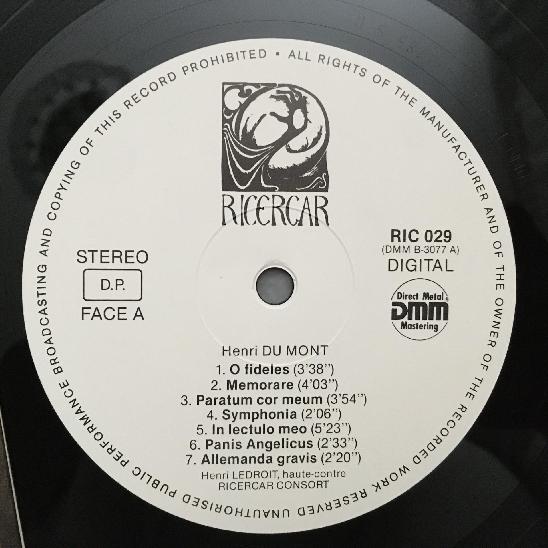 ALL RIGHTS OF THE MANUFACTURER AND OF THE OWNER OF THE RECORDED WORK RESERVED UNAUTHORISED PUBLIC PERFORMANCE BROADCASTING AND COPYING OF THIS RECORD PROHIBITED •
RICERCAR
STEREO
D.P.
FACE A
RIC 029
(DMM B-3077 A)
DIGITAL
Direct Metal
DMM
Mastering
Henri DU MONT
1. O fideles (3'38")
2. Memorare (4'03")
3. Paratum cor meum (3'54")
4. Symphonia (2'06")
5. In lectulo meo (5'23")
6. Panis Angelicus (2'33")
7. Allemanda gravis (2'20")
Henri LEDROIT, haute-contre
RICERCAR CONSORT